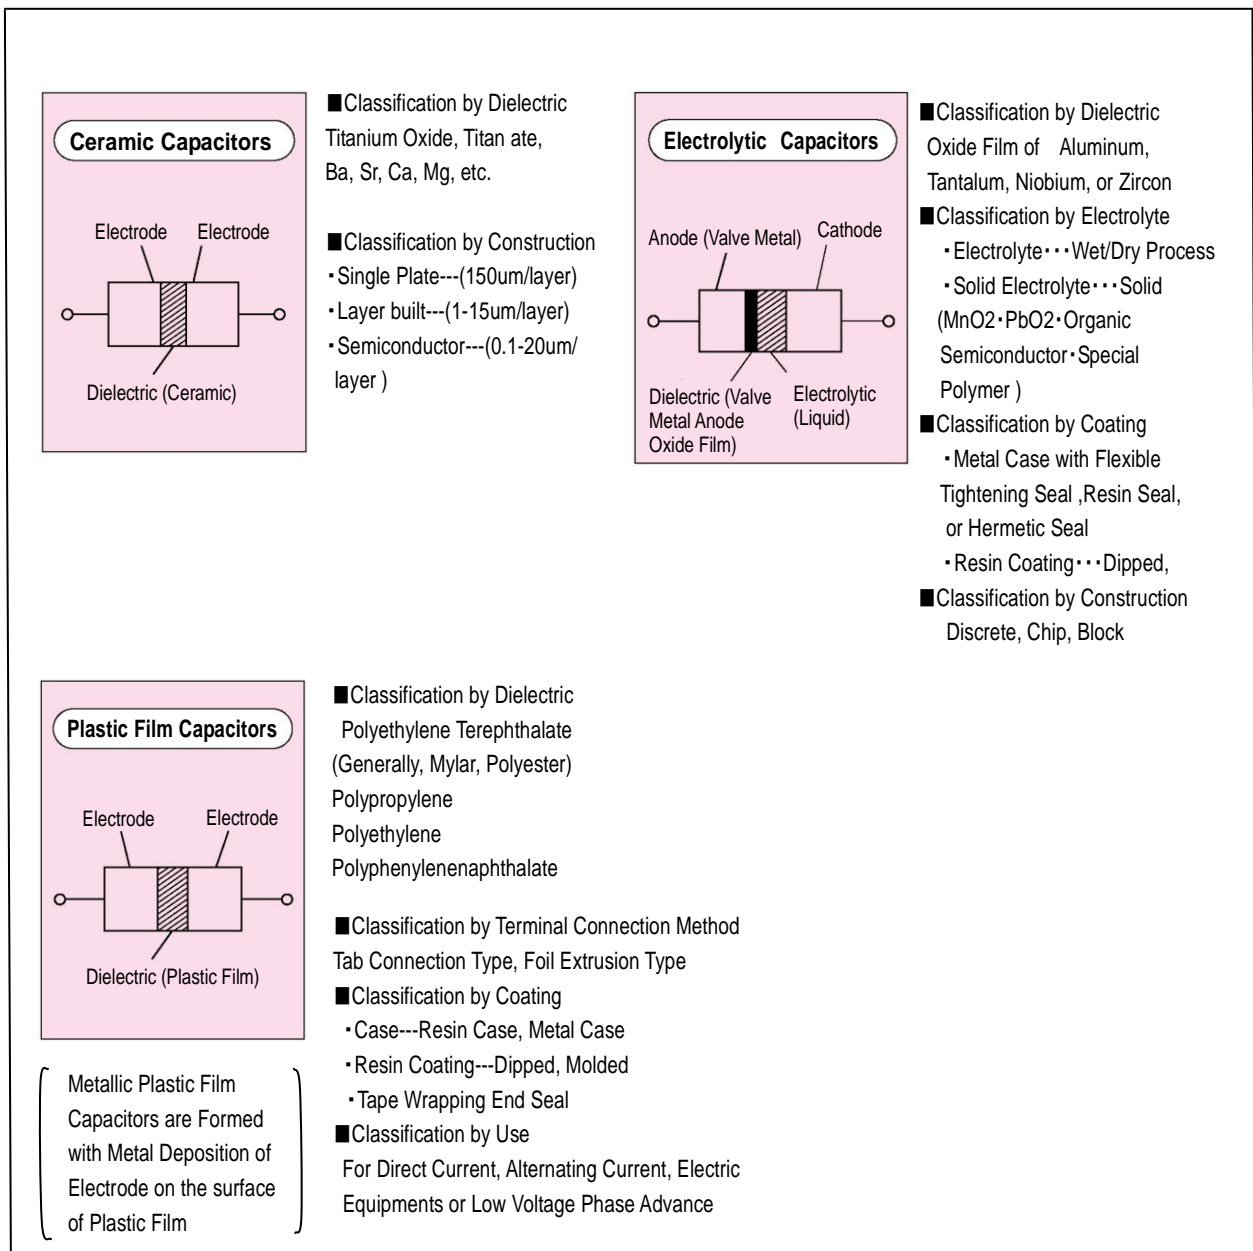 Ceramic Capacitors
Electrode Electrode
Dielectric (Ceramic)
■Classification by Dielectric
Titanium Oxide, Titan ate,
Ba, Sr, Ca, Mg, etc.
■Classification by Construction
・Single Plate---(150um/layer)
・Layer built---(1-15um/layer)
・Semiconductor---(0.1-20um/
layer )
Electrolytic Capacitors
Anode (Valve Metal) Cathode
Dielectric (Valve
Metal Anode
Oxide Film)
Electrolytic
(Liquid)
■Classification by Dielectric
Oxide Film of Aluminum,
Tantalum, Niobium, or Zircon
■Classification by Electrolyte
・Electrolyte・・・Wet/Dry Process
・Solid Electrolyte・・・Solid
(MnO2・PbO2・Organic
Semiconductor・Special
Polymer )
■Classification by Coating
・Metal Case with Flexible
Tightening Seal ,Resin Seal,
or Hermetic Seal
・Resin Coating・・・Dipped,
■Classification by Construction
Discrete, Chip, Block
Plastic Film Capacitors
Electrode Electrode
Dielectric (Plastic Film)
Metallic Plastic Film
Capacitors are Formed
with Metal Deposition of
Electrode on the surface
of Plastic Film
■Classification by Dielectric
Polyethylene Terephthalate
(Generally, Mylar, Polyester)
Polypropylene
Polyethylene
Polyphenylenenaphthalate
■Classification by Terminal Connection Method
Tab Connection Type, Foil Extrusion Type
■Classification by Coating
・Case---Resin Case, Metal Case
・Resin Coating---Dipped, Molded
・Tape Wrapping End Seal
■Classification by Use
For Direct Current, Alternating Current, Electric
Equipments or Low Voltage Phase Advance